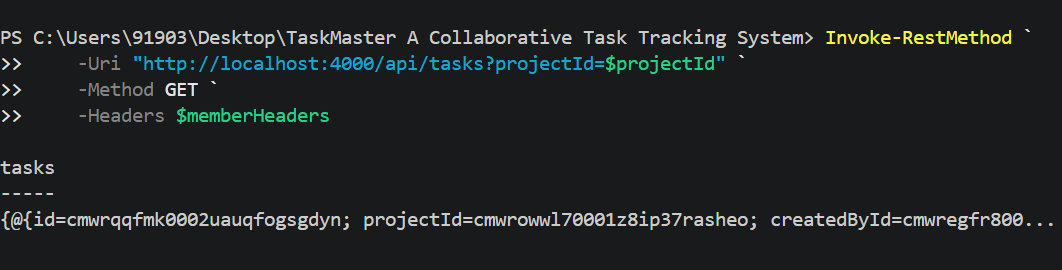 PS C:\Users\91903\Desktop\TaskMaster A Collaborative Task Tracking System> Invoke-RestMethod `
>>     -Uri "http://localhost:4000/api/tasks?projectId=$projectId" `
>>     -Method GET `
>>     -Headers $memberHeaders
tasks
-----
{@{id=cmwrqqfmk0002uauqfogsgdyn; projectId=cmwrowwl70001z8ip37rasheo; createdById=cmwregfr800...